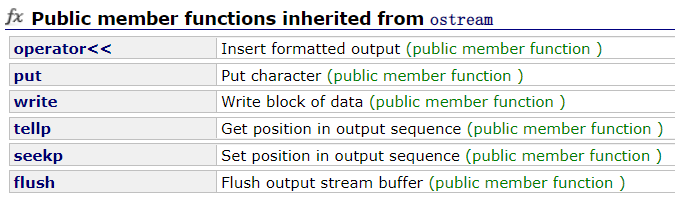 fx Public member functions inherited from ostream
operator<< Insert formatted output (public member function )
put Put character (public member function )
write Write block of data (public member function )
tellp Get position in output sequence (public member function )
seekp Set position in output sequence (public member function )
flush Flush output stream buffer (public member function )